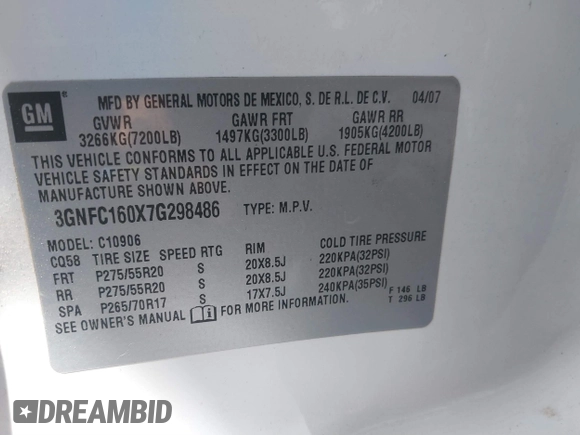 GM
®
MFD BY GENERAL MOTORS DE MEXICO, S. DE R.L. DE C.V. 04/07
GVWR GAWR FRT GAWR RR
3266KG(7200LB) 1497KG(3300LB) 1905KG(4200LB)
THIS VEHICLE CONFORMS TO ALL APPLICABLE U.S. FEDERAL MOTOR
VEHICLE SAFETY STANDARDS IN EFFECT ON THE DATE OF
MANUFACTURE SHOWN ABOVE.
3GNFC160X7G298486 TYPE: M.P.V.
MODEL: C10906
CQ58 TIRE SIZE SPEED RTG RIM COLD TIRE PRESSURE
FRT P275/55R20 S 20X8.5J 220KPA(32PSI)
RR P275/55R20 S 20X8.5J 220KPA(32PSI)
SPA P265/70R17 S 17X7.5J 240KPA(35PSI) F 146 LB
T 296 LB
SEE OWNER'S MANUAL FOR MORE INFORMATION.
DREAMBID